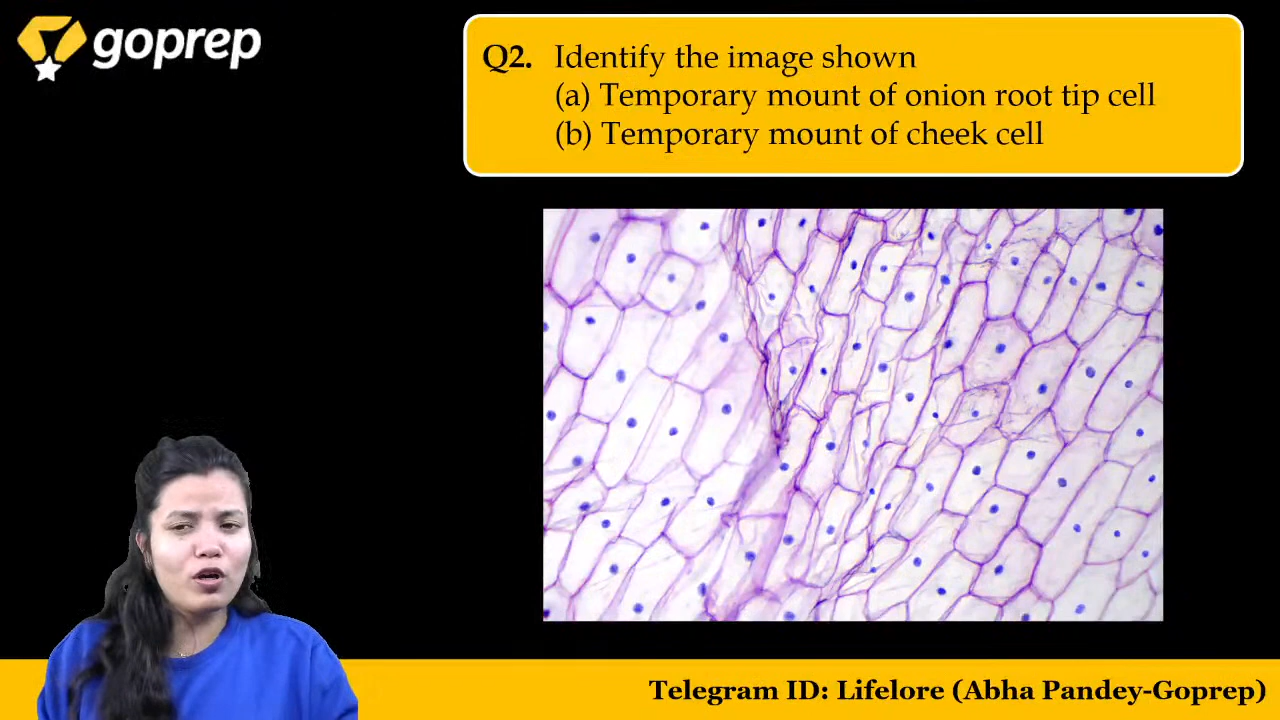 goprep
Q2. Identify the image shown
(a) Temporary mount of onion root tip cell
(b) Temporary mount of cheek cell
Telegram ID: Lifelore (Abha Pandey-Goprep)